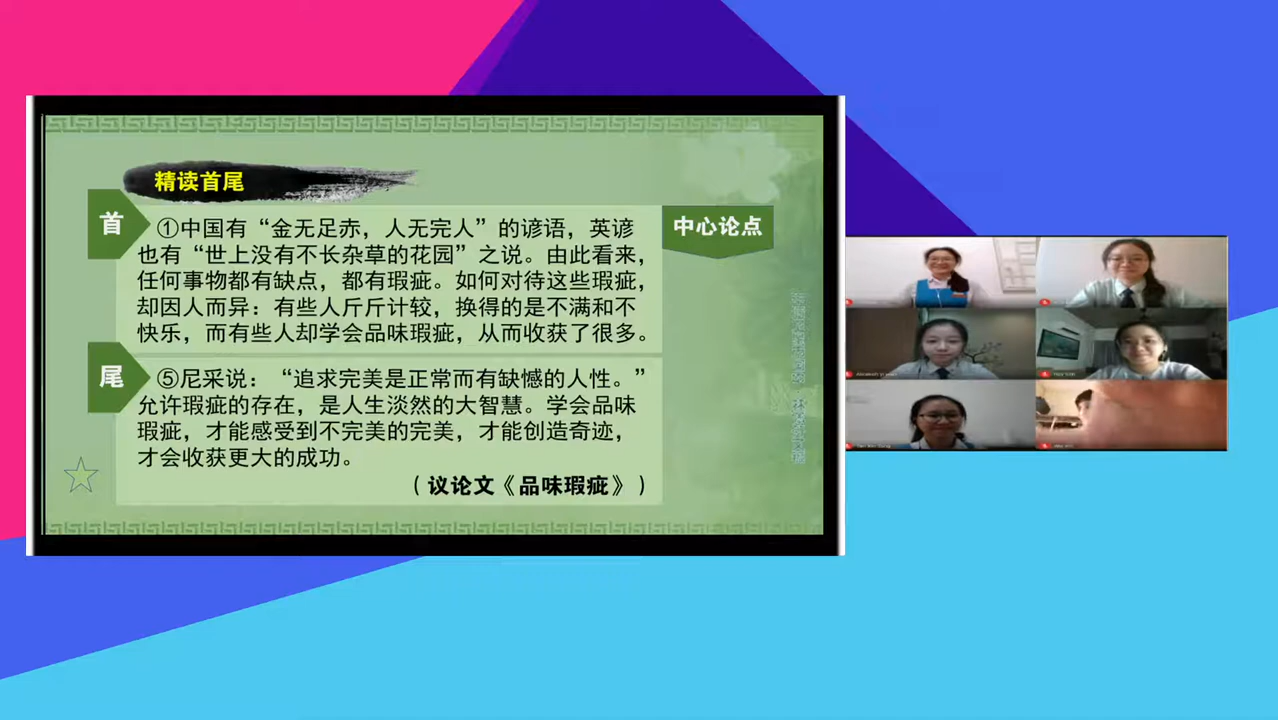 精读首尾
首
①中国有“金无足赤，人无完人”的谚语，英谚
也有“世上没有不长杂草的花园”之说。由此看来，
任何事物都有缺点，都有瑕疵。如何对待这些瑕疵，
却因人而异：有些人斤斤计较，换得的是不满和不
快乐，而有些人却学会品味瑕疵，从而收获了很多。
中心论点
尾
⑤尼采说：“追求完美是正常而有缺憾的人性。”
允许瑕疵的存在，是人生淡然的大智慧。学会品味
瑕疵，才能感受到不完美的完美，才能创造奇迹，
才会收获更大的成功。
（议论文《品味瑕疵》）